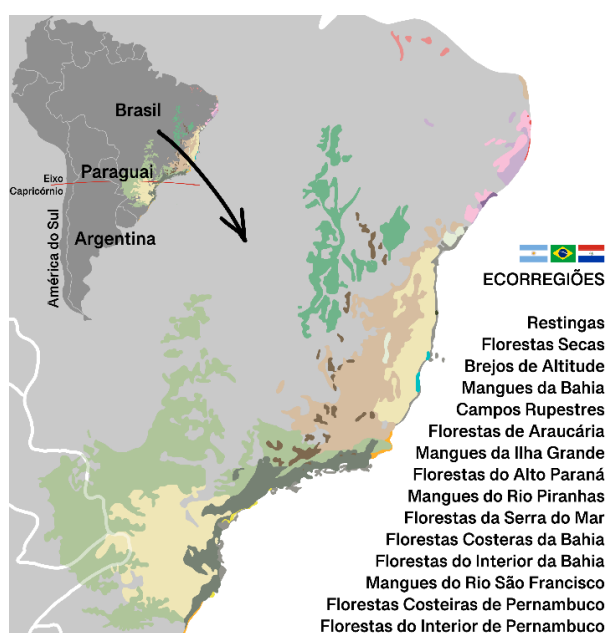 Brasil
Paraguai
Eixo
Capricórnio
Argentina
América do Sul
ECORREGIÕES
Restingas
Florestas Secas
Brejos de Altitude
Mangues da Bahia
Campos Rupestres
Florestas de Araucária
Mangues da Ilha Grande
Florestas do Alto Paraná
Mangues do Rio Piranhas
Florestas da Serra do Mar
Florestas Costeras da Bahia
Florestas do Interior da Bahia
Mangues do Rio São Francisco
Florestas Costeiras de Pernambuco
Florestas do Interior de Pernambuco